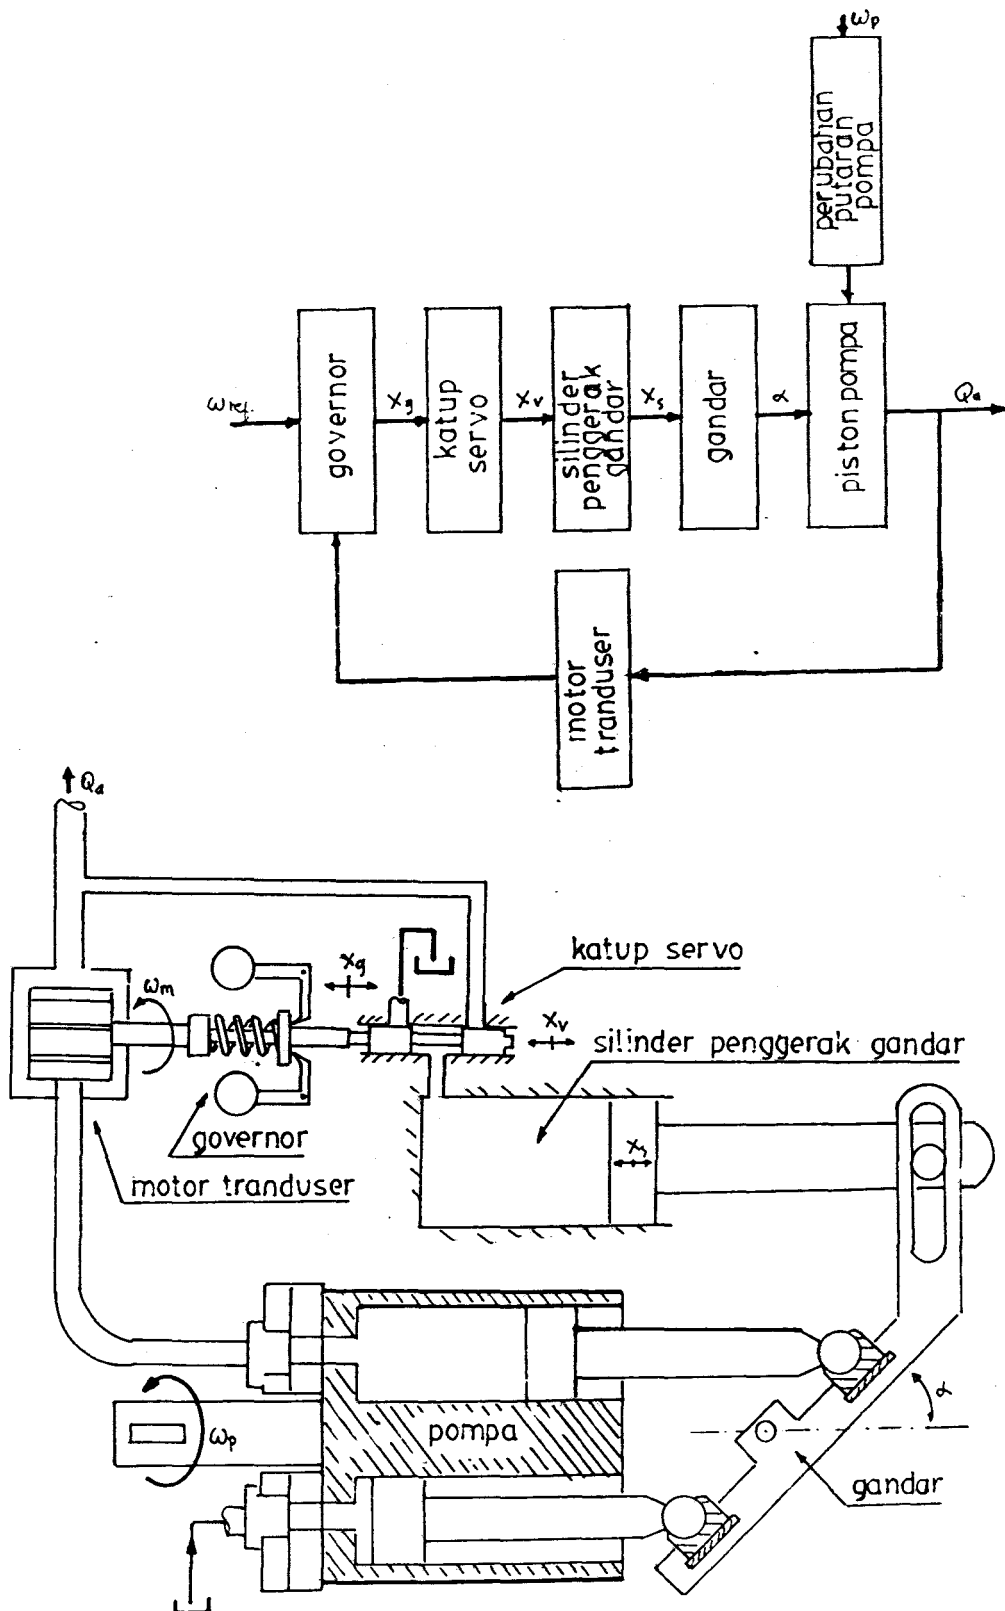 ωp
perubahan
putaran
pompa
ωref.
governor
xg
katup
servo
xv
silinder
penggerak
gandar
xs
gandar
α
piston pompa
Qa
motor
tranduser
Qa
katup servo
ωm
xg
xv
silinder penggerak gandar
governor
xs
motor tranduser
α
pompa
ωp
gandar